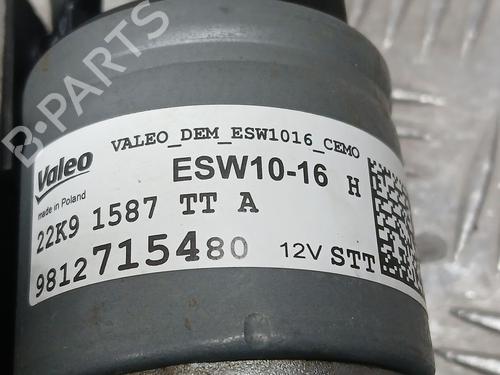 B-PARTS
VALEO_DEM_ESW1016_CEMO
Valeo
ESW10-16 H
made in Poland
22K9 1587 TT A
9812715480 12V STT